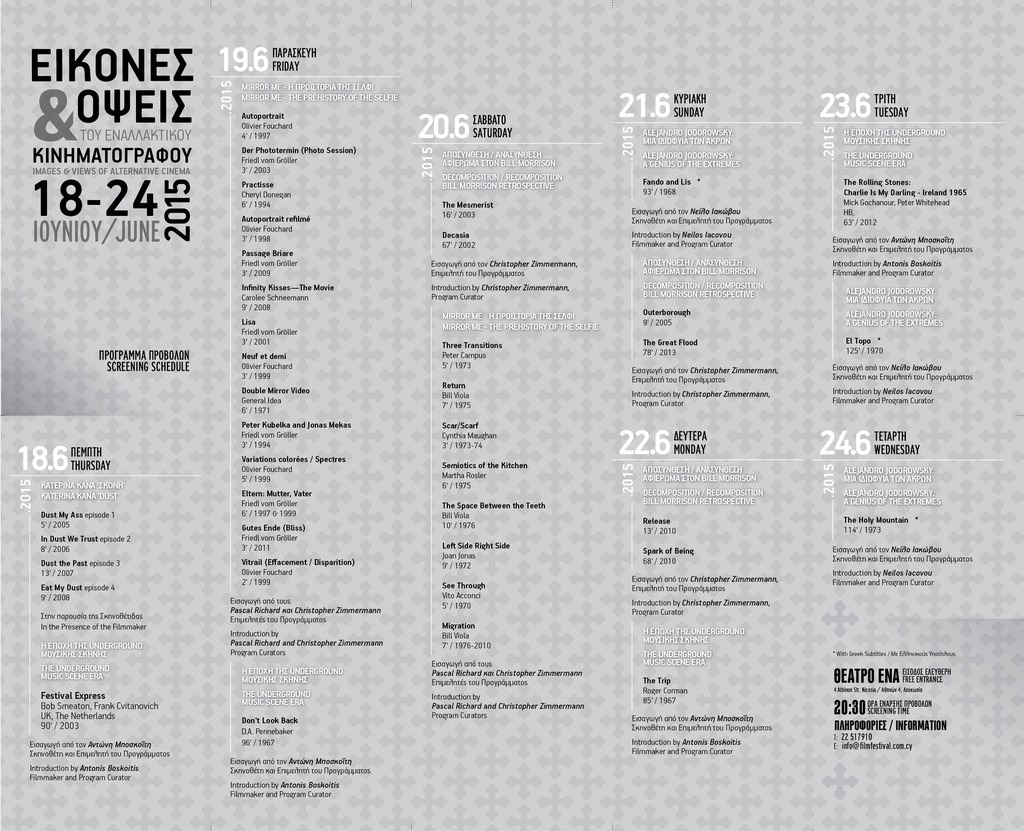 ΕΙΚΟΝΕΣ
& ΟΨΕΙΣ
ΤΟΥ ΕΝΑΛΛΑΚΤΙΚΟΥ
ΚΙΝΗΜΑΤΟΓΡΑΦΟΥ
IMAGES & VIEWS OF ALTERNATIVE CINEMA
18-24
ΙΟΥΝΙΟΥ/JUNE
2015
ΠΡΟΓΡΑΜΜΑ ΠΡΟΒΟΛΩΝ
SCREENING SCHEDULE
18.6 ΠΕΜΠΤΗ
THURSDAY
.2015
ΚΑΤΕΡΙΝΑ ΚΑΝΑ 'ΣΚΟΝΗ'
KATERINA KANA 'DUST'
Dust My Ass episode 1
5' / 2005
In Dust We Trust episode 2
8' / 2006
Dust the Past episode 3
13' / 2007
Eat My Dust episode 4
9' / 2008
Στην παρουσία της Σκηνοθέτιδας
In the Presence of the Filmmaker
Η ΕΠΟΧΗ ΤΗΣ UNDERGROUND
ΜΟΥΣΙΚΗΣ ΣΚΗΝΗΣ
THE UNDERGROUND
MUSIC SCENE ERA
Festival Express
Bob Smeaton, Frank Cvitanovich
UK, The Netherlands
90' / 2003
Εισαγωγή από τον Αντώνη Μποσκοΐτη
Σκηνοθέτη και Επιμελητή του Προγράμματος
Introduction by Antonis Boskoitis
Filmmaker and Program Curator
19.6 ΠΑΡΑΣΚΕΥΗ
FRIDAY
.2015
MIRROR ME - Η ΠΡΟΪΣΤΟΡΙΑ ΤΗΣ ΣΕΛΦΙ
MIRROR ME - THE PREHISTORY OF THE SELFIE
Autoportrait
Olivier Fouchard
4' / 1997
Der Phototermin (Photo Session)
Friedl vom Gröller
3' / 2003
Practisse
Cheryl Donegan
6' / 1994
Autoportrait refilmé
Olivier Fouchard
3' / 1998
Passage Briare
Friedl vom Gröller
3' / 2009
Infinity Kisses—The Movie
Carolee Schneemann
9' / 2008
Lisa
Friedl vom Gröller
3' / 2001
Neuf et demi
Olivier Fouchard
3' / 1999
Double Mirror Video
General Idea
6' / 1971
Peter Kubelka and Jonas Mekas
Friedl vom Gröller
3' / 1994
Variations colorées / Spectres
Olivier Fouchard
5' / 1999
Eltern: Mutter, Vater
Friedl vom Gröller
6' / 1997 & 1999
Gutes Ende (Bliss)
Friedl vom Gröller
3' / 2011
Vitrail (Effacement / Disparition)
Olivier Fouchard
2' / 1999
Εισαγωγή από τους
Pascal Richard και Christopher Zimmermann
Επιμελητές του Προγράμματος
Introduction by
Pascal Richard and Christopher Zimmermann
Program Curators
Η ΕΠΟΧΗ ΤΗΣ UNDERGROUND
ΜΟΥΣΙΚΗΣ ΣΚΗΝΗΣ
THE UNDERGROUND
MUSIC SCENE ERA
Don't Look Back
D.A. Pennebaker
96' / 1967
Εισαγωγή από τον Αντώνη Μποσκοΐτη
Σκηνοθέτη και Επιμελητή του Προγράμματος
Introduction by Antonis Boskoitis
Filmmaker and Program Curator
20.6 ΣΑΒΒΑΤΟ
SATURDAY
.2015
ΑΠΟΣΥΝΘΕΣΗ / ΑΝΑΣΥΝΘΕΣΗ
ΑΦΙΕΡΩΜΑ ΣΤΟΝ BILL MORRISON
DECOMPOSITION / RECOMPOSITION
BILL MORRISON RETROSPECTIVE
The Mesmerist
16' / 2003
Decasia
67' / 2002
Εισαγωγή από τον Christopher Zimmermann,
Επιμελητή του Προγράμματος
Introduction by Christopher Zimmermann,
Program Curator
MIRROR ME - Η ΠΡΟΪΣΤΟΡΙΑ ΤΗΣ ΣΕΛΦΙ
MIRROR ME - THE PREHISTORY OF THE SELFIE
Three Transitions
Peter Campus
5' / 1973
Return
Bill Viola
7' / 1975
Scar/Scarf
Cynthia Maughan
3' / 1973-74
Semiotics of the Kitchen
Martha Rosler
6' / 1975
The Space Between the Teeth
Bill Viola
10' / 1976
Left Side Right Side
Joan Jonas
9' / 1972
See Through
Vito Acconci
5' / 1970
Migration
Bill Viola
7' / 1976-2010
Εισαγωγή από τους
Pascal Richard και Christopher Zimmermann
Επιμελητές του Προγράμματος
Introduction by
Pascal Richard and Christopher Zimmermann
Program Curators
21.6 ΚΥΡΙΑΚΗ
SUNDAY
.2015
ALEJANDRO JODOROWSKY:
ΜΙΑ ΙΔΙΟΦΥΪΑ ΤΩΝ ΑΚΡΩΝ
ALEJANDRO JODOROWSKY:
A GENIUS OF THE EXTREMES
Fando and Lis *
93' / 1968
Εισαγωγή από τον Νείλο Ιακώβου
Σκηνοθέτη και Επιμελητή του Προγράμματος
Introduction by Neilos Iacovou
Filmmaker and Program Curator
ΑΠΟΣΥΝΘΕΣΗ / ΑΝΑΣΥΝΘΕΣΗ
ΑΦΙΕΡΩΜΑ ΣΤΟΝ BILL MORRISON
DECOMPOSITION / RECOMPOSITION
BILL MORRISON RETROSPECTIVE
Outerborough
9' / 2005
The Great Flood
78' / 2013
Εισαγωγή από τον Christopher Zimmermann,
Επιμελητή του Προγράμματος
Introduction by Christopher Zimmermann,
Program Curator
22.6 ΔΕΥΤΕΡΑ
MONDAY
.2015
ΑΠΟΣΥΝΘΕΣΗ / ΑΝΑΣΥΝΘΕΣΗ
ΑΦΙΕΡΩΜΑ ΣΤΟΝ BILL MORRISON
DECOMPOSITION / RECOMPOSITION
BILL MORRISON RETROSPECTIVE
Release
13' / 2010
Spark of Being
68' / 2010
Εισαγωγή από τον Christopher Zimmermann,
Επιμελητή του Προγράμματος
Introduction by Christopher Zimmermann,
Program Curator
Η ΕΠΟΧΗ ΤΗΣ UNDERGROUND
ΜΟΥΣΙΚΗΣ ΣΚΗΝΗΣ
THE UNDERGROUND
MUSIC SCENE ERA
The Trip
Roger Corman
85' / 1967
Εισαγωγή από τον Αντώνη Μποσκοΐτη
Σκηνοθέτη και Επιμελητή του Προγράμματος
Introduction by Antonis Boskoitis
Filmmaker and Program Curator
23.6 ΤΡΙΤΗ
TUESDAY
.2015
Η ΕΠΟΧΗ ΤΗΣ UNDERGROUND
ΜΟΥΣΙΚΗΣ ΣΚΗΝΗΣ
THE UNDERGROUND
MUSIC SCENE ERA
The Rolling Stones:
Charlie Is My Darling - Ireland 1965
Mick Gochanour, Peter Whitehead
ΗΒ,
63' / 2012
Εισαγωγή από τον Αντώνη Μποσκοΐτη
Σκηνοθέτη και Επιμελητή του Προγράμματος
Introduction by Antonis Boskoitis
Filmmaker and Program Curator
ALEJANDRO JODOROWSKY:
ΜΙΑ ΙΔΙΟΦΥΪΑ ΤΩΝ ΑΚΡΩΝ
ALEJANDRO JODOROWSKY:
A GENIUS OF THE EXTREMES
El Topo *
125' / 1970
Εισαγωγή από τον Νείλο Ιακώβου
Σκηνοθέτη και Επιμελητή του Προγράμματος
Introduction by Neilos Iacovou
Filmmaker and Program Curator
24.6 ΤΕΤΑΡΤΗ
WEDNESDAY
.2015
ALEJANDRO JODOROWSKY:
ΜΙΑ ΙΔΙΟΦΥΪΑ ΤΩΝ ΑΚΡΩΝ
ALEJANDRO JODOROWSKY:
A GENIUS OF THE EXTREMES
The Holy Mountain *
114' / 1973
Εισαγωγή από τον Νείλο Ιακώβου
Σκηνοθέτη και Επιμελητή του Προγράμματος
Introduction by Neilos Iacovou
Filmmaker and Program Curator
* With Greek Subtitles / Με Ελληνικούς Υποτίτλους
ΘΕΑΤΡΟ ΕΝΑ ΕΙΣΟΔΟΣ ΕΛΕΥΘΕΡΗ
FREE ENTRANCE
4 Athinon Str. Nicosia / Αθηνών 4, Λευκωσία
20:30 ΩΡΑ ΕΝΑΡΞΗΣ ΠΡΟΒΟΛΩΝ
SCREENING TIME
ΠΛΗΡΟΦΟΡΙΕΣ / INFORMATION
T: 22 517910
E: info@filmfestival.com.cy